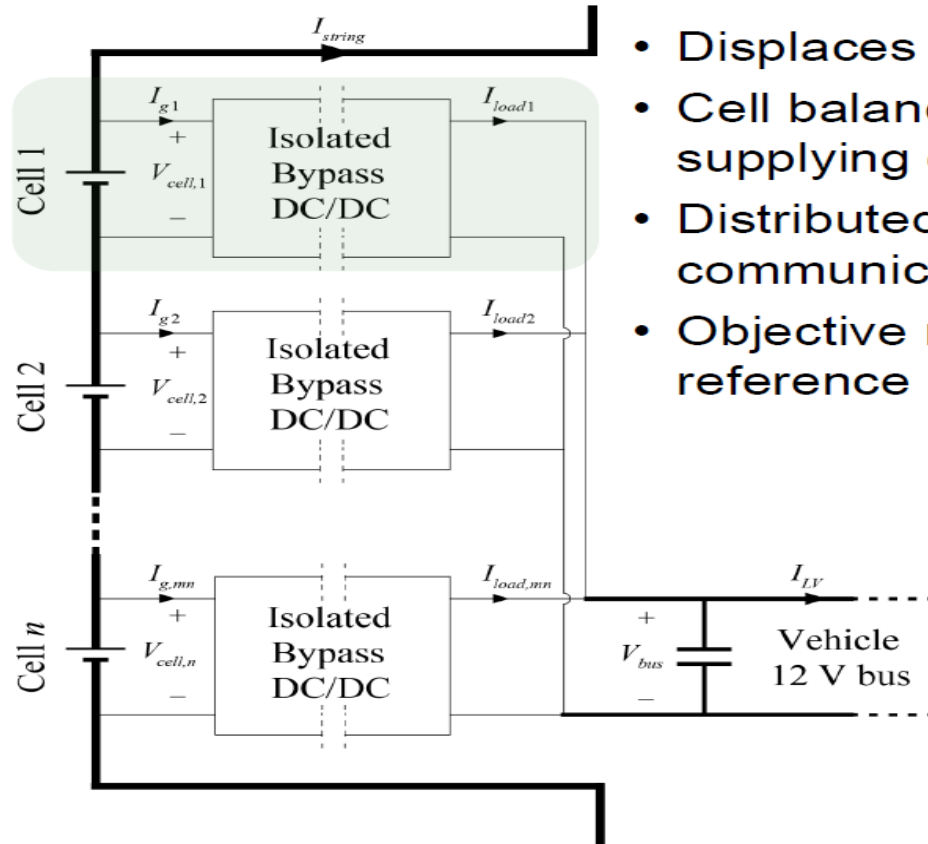 I_string
• Displaces
• Cell balanc
supplying
• Distributed
communic
• Objective
reference
Cell 1
I_g1
+
V_cell,1
−
Isolated
Bypass
DC/DC
I_load1
Cell 2
I_g2
+
V_cell,2
−
Isolated
Bypass
DC/DC
I_load2
Cell n
I_g,mn
+
V_cell,n
−
Isolated
Bypass
DC/DC
I_load,mn
I_LV
+
V_bus
−
Vehicle
12 V bus